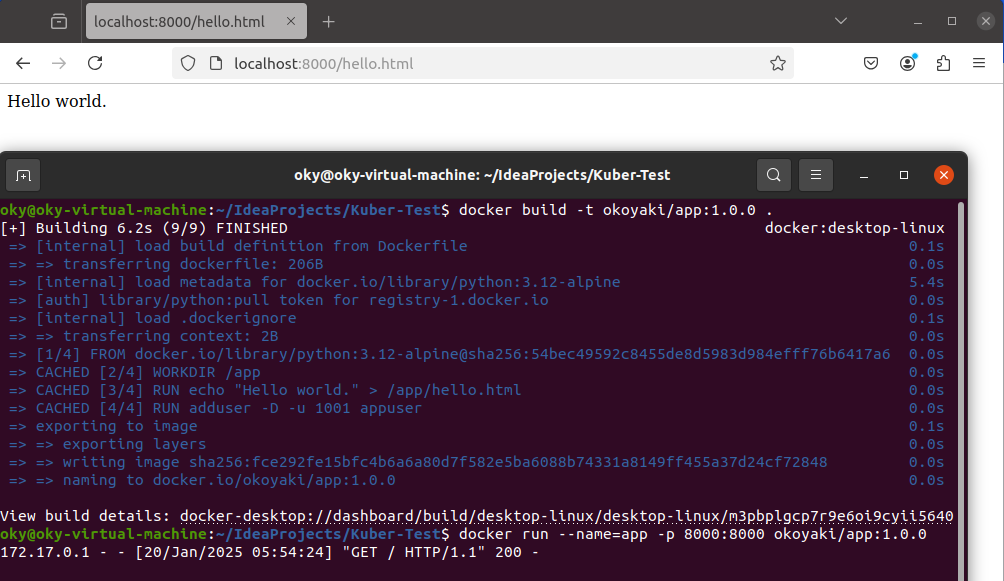 localhost:8000/hello.html
localhost:8000/hello.html
Hello world.
oky@oky-virtual-machine: ~/IdeaProjects/Kuber-Test
oky@oky-virtual-machine:~/IdeaProjects/Kuber-Test$ docker build -t okoyaki/app:1.0.0 .
[+] Building 6.2s (9/9) FINISHED docker:desktop-linux
=> [internal] load build definition from Dockerfile 0.1s
=> => transferring dockerfile: 206B 0.0s
=> [internal] load metadata for docker.io/library/python:3.12-alpine 5.4s
=> [auth] library/python:pull token for registry-1.docker.io 0.0s
=> [internal] load .dockerignore 0.1s
=> => transferring context: 2B 0.0s
=> [1/4] FROM docker.io/library/python:3.12-alpine@sha256:54bec49592c8455de8d5983d984efff76b6417a6 0.0s
=> CACHED [2/4] WORKDIR /app 0.0s
=> CACHED [3/4] RUN echo "Hello world." > /app/hello.html 0.0s
=> CACHED [4/4] RUN adduser -D -u 1001 appuser 0.0s
=> exporting to image 0.1s
=> => exporting layers 0.0s
=> => writing image sha256:fce292fe15bfc4b6a6a80d7f582e5ba6088b74331a8149ff455a37d24cf72848 0.0s
=> => naming to docker.io/okoyaki/app:1.0.0 0.0s
View build details: docker-desktop://dashboard/build/desktop-linux/desktop-linux/m3pbplgcp7r9e6oi9cyii5640
oky@oky-virtual-machine:~/IdeaProjects/Kuber-Test$ docker run --name=app -p 8000:8000 okoyaki/app:1.0.0
172.17.0.1 - - [20/Jan/2025 05:54:24] "GET / HTTP/1.1" 200 -